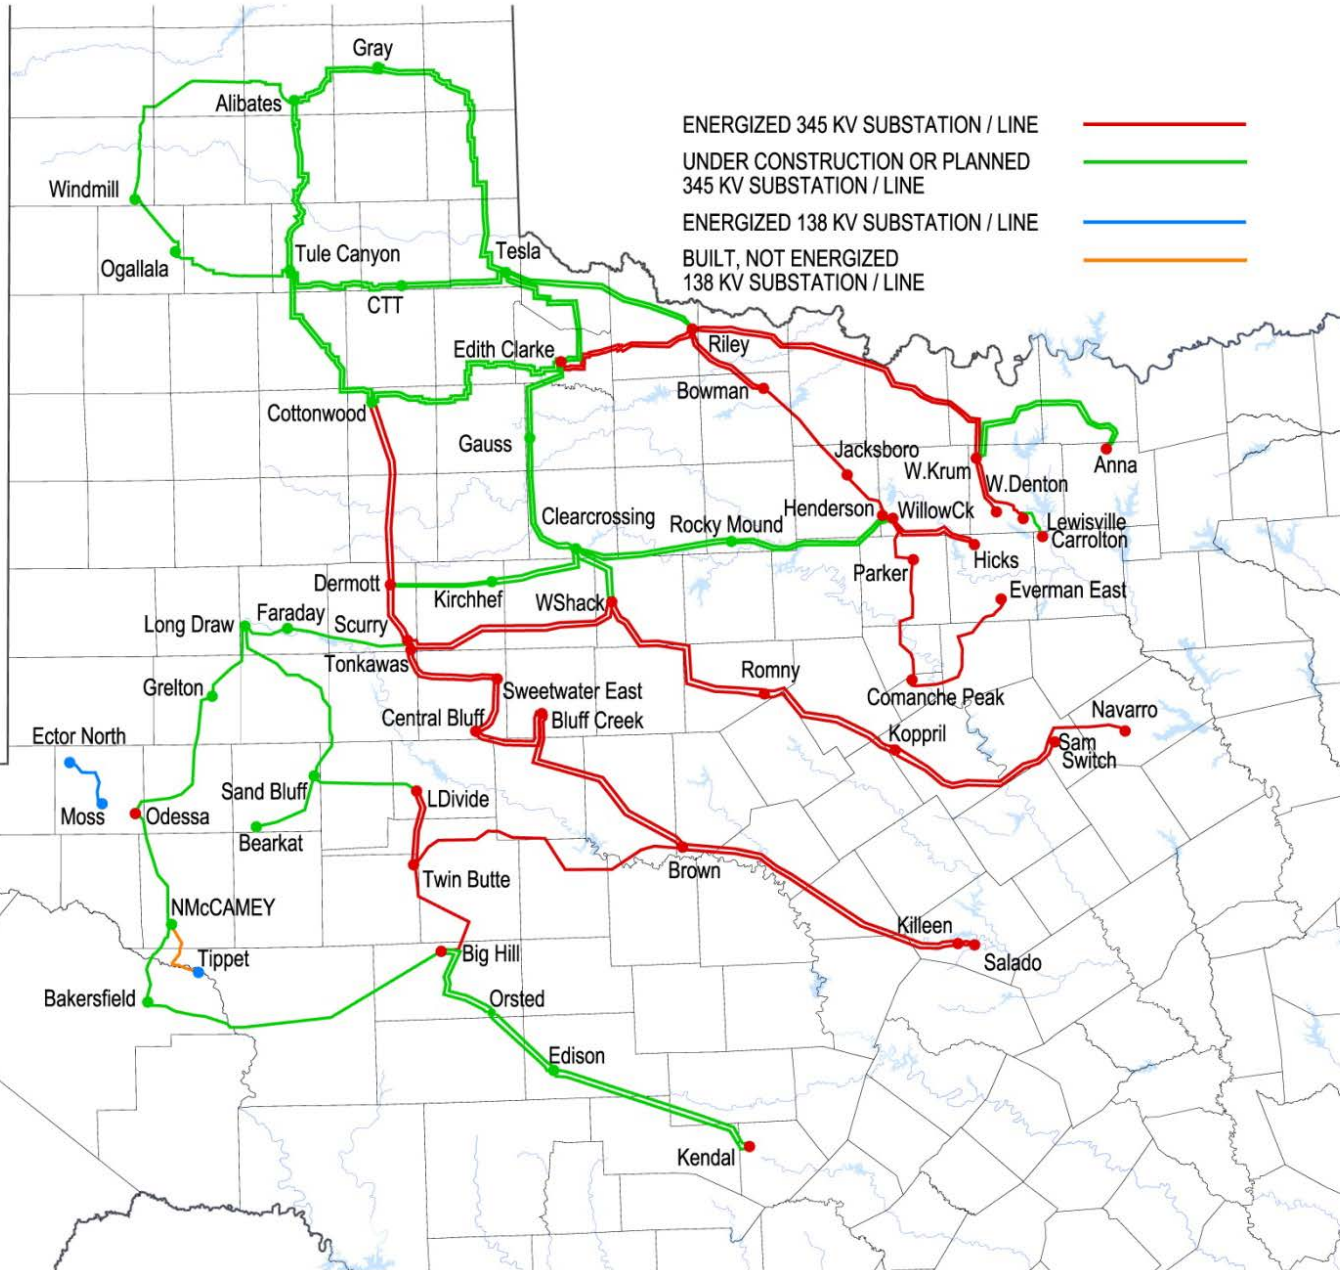 Gray
Alibates
ENERGIZED 345 KV SUBSTATION / LINE
UNDER CONSTRUCTION OR PLANNED
345 KV SUBSTATION / LINE
Windmill
ENERGIZED 138 KV SUBSTATION / LINE
BUILT, NOT ENERGIZED
138 KV SUBSTATION / LINE
Tule Canyon
Tesla
Ogallala
CTT
Edith Clarke
Riley
Bowman
Cottonwood
Gauss
Jacksboro
W.Krum
Anna
W.Denton
Henderson
WillowCk
Clearcrossing
Rocky Mound
Lewisville
Carrolton
Hicks
Parker
Dermott
Kirchhef
WShack
Everman East
Long Draw
Faraday
Scurry
Tonkawas
Grelton
Sweetwater East
Romny
Comanche Peak
Central Bluff
Bluff Creek
Navarro
Koppril
Sam
Switch
Ector North
Sand Bluff
LDivide
Moss
Odessa
Bearkat
Twin Butte
Brown
NMcCAMEY
Killeen
Tippet
Big Hill
Salado
Bakersfield
Orsted
Edison
Kendal